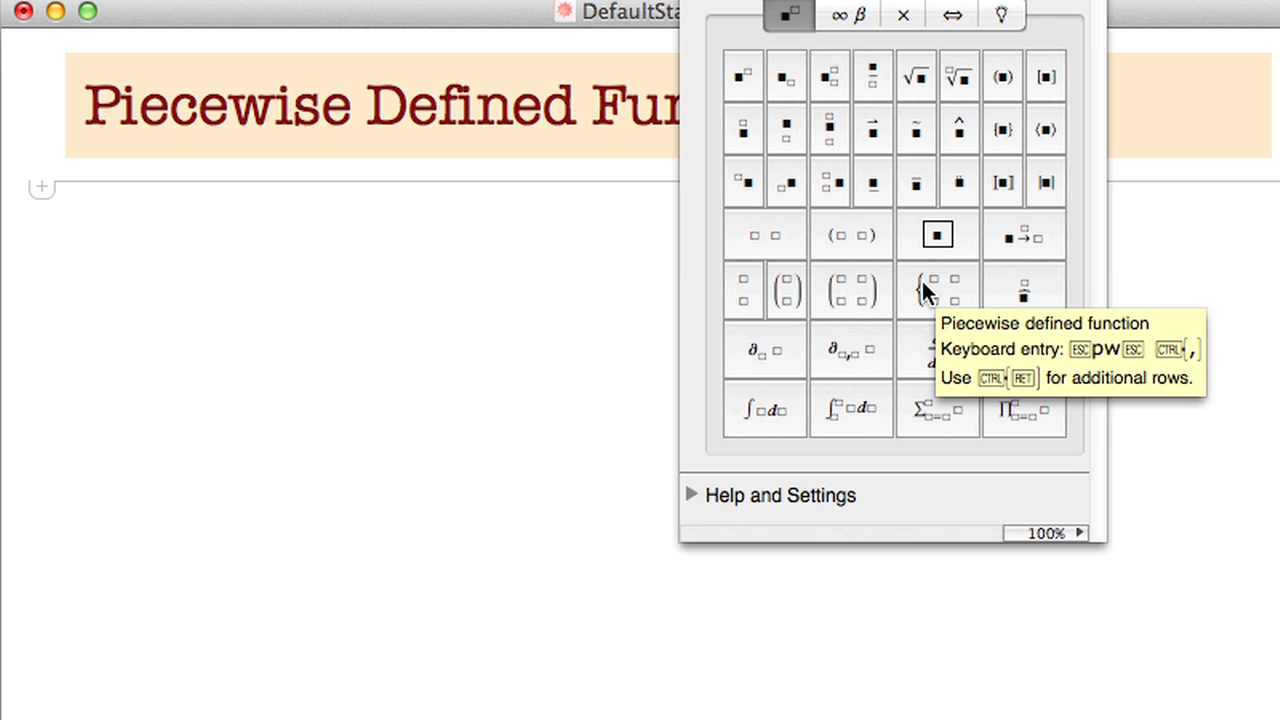 DefaultSta
Piecewise Defined Fu
∞ β × ⇔
Piecewise defined function
Keyboard entry: ESC pw ESC CTRL+,
Use CTRL+RET for additional rows.
∂ □ ∂ □,□ □
∫□d□ ∫□d□ Σ□=□ □ Π□=□ □
Help and Settings
100%